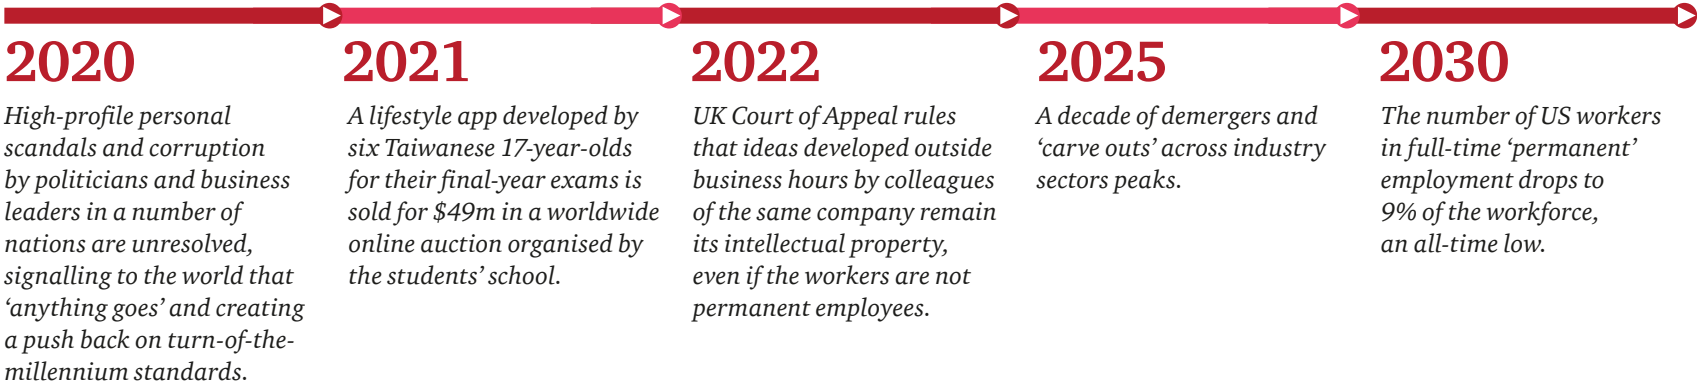 2020
High-profile personal
scandals and corruption
by politicians and business
leaders in a number of
nations are unresolved,
signalling to the world that
‘anything goes’ and creating
a push back on turn-of-the-
millennium standards.
2021
A lifestyle app developed by
six Taiwanese 17-year-olds
for their final-year exams is
sold for $49m in a worldwide
online auction organised by
the students’ school.
2022
UK Court of Appeal rules
that ideas developed outside
business hours by colleagues
of the same company remain
its intellectual property,
even if the workers are not
permanent employees.
2025
A decade of demergers and
‘carve outs’ across industry
sectors peaks.
2030
The number of US workers
in full-time ‘permanent’
employment drops to
9% of the workforce,
an all-time low.